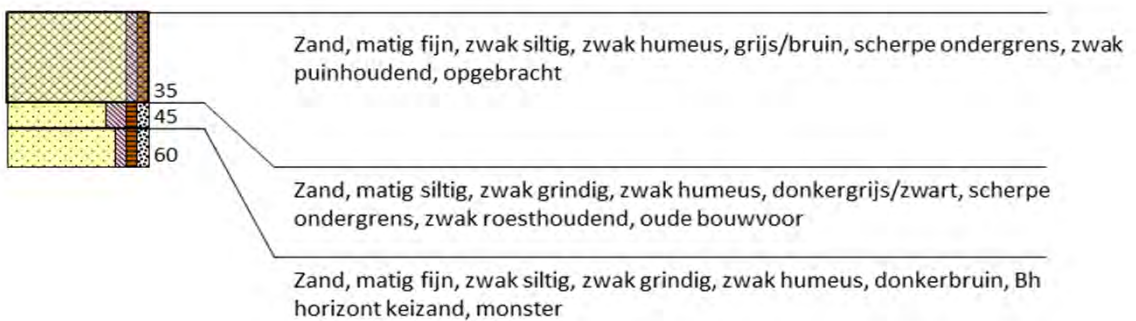 Zand, matig fijn, zwak siltig, zwak humeus, grijs/bruin, scherpe ondergrens, zwak
puinhoudend, opgebracht
35
45
60
Zand, matig siltig, zwak grindig, zwak humeus, donkergrijs/zwart, scherpe
ondergrens, zwak roesthoudend, oude bouwvoor
Zand, matig fijn, zwak siltig, zwak grindig, zwak humeus, donkerbruin, Bh
horizont keizand, monster